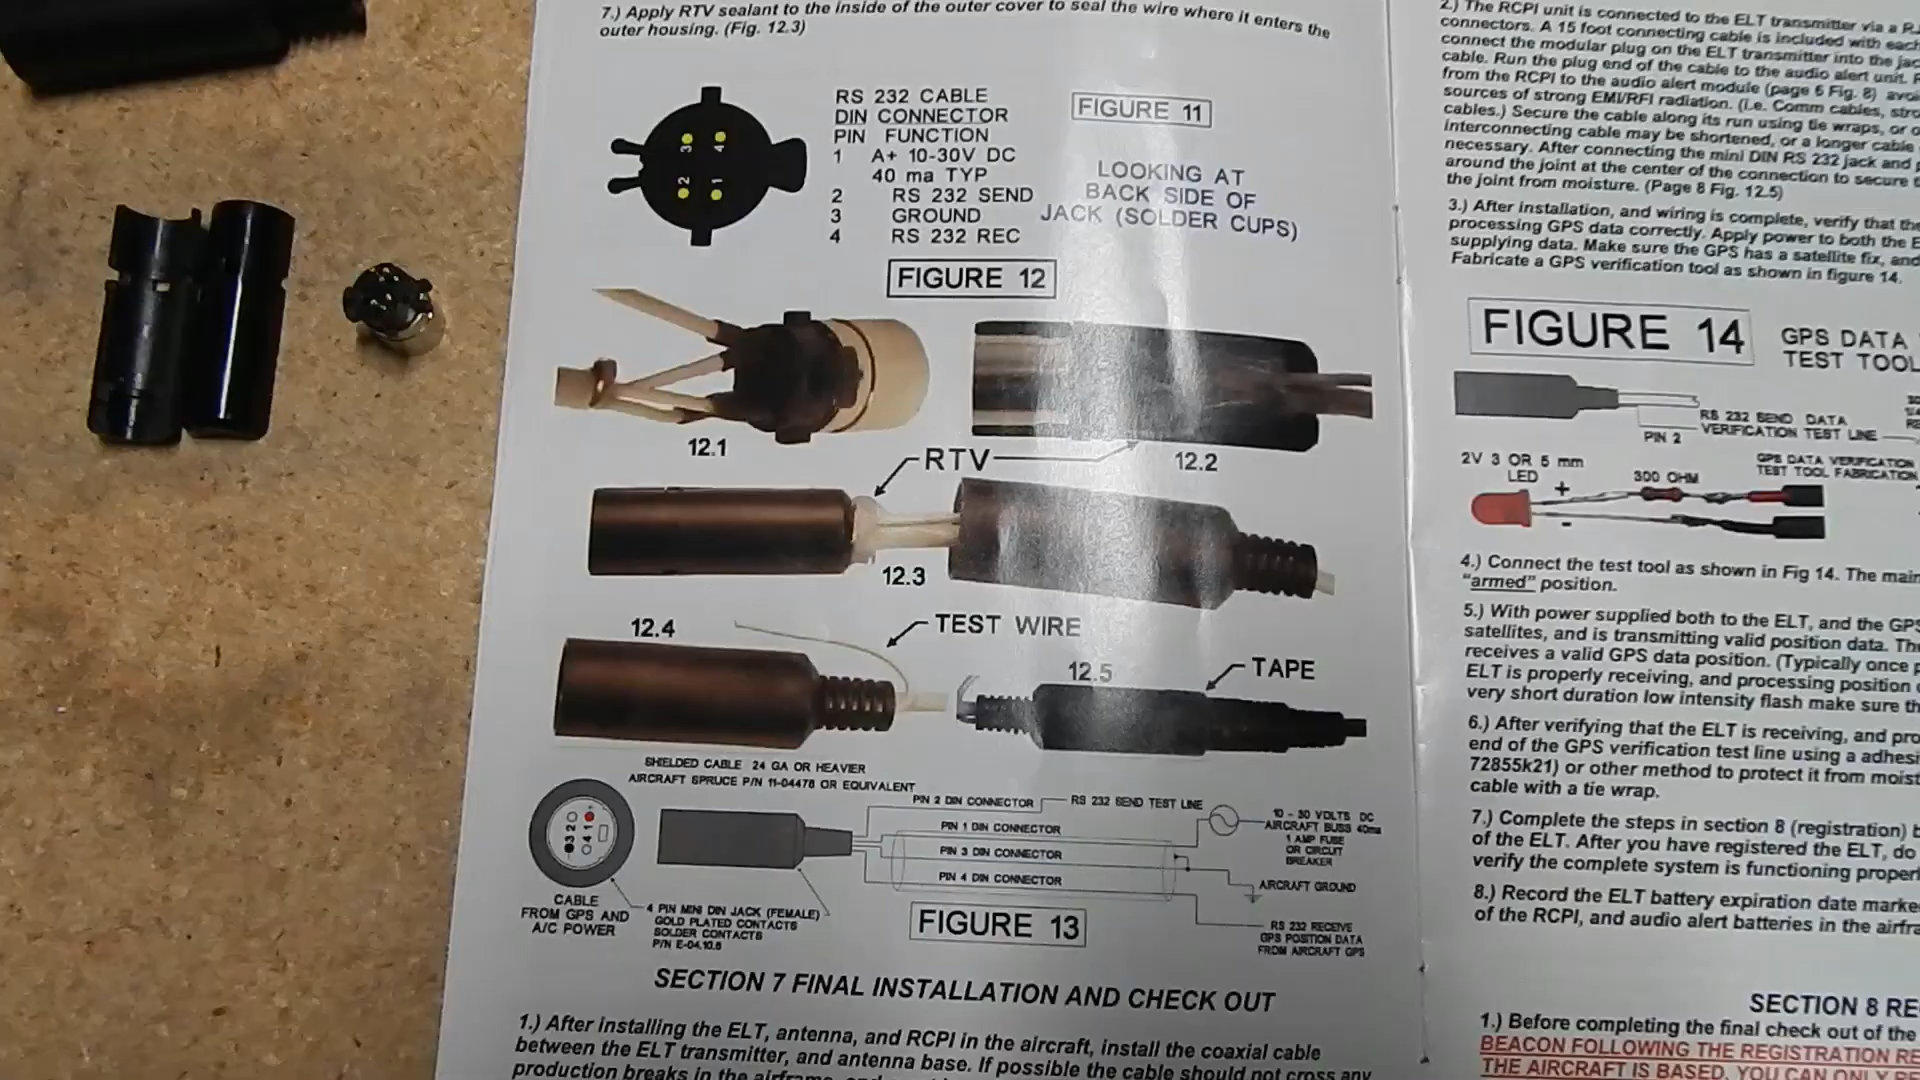 7.) Apply RTV sealant to the inside of the outer cover to seal the wire where it enters the
outer housing. (Fig. 12.3)
RS 232 CABLE
DIN CONNECTOR
PIN FUNCTION
1 A+ 10-30V DC
40 ma TYP
2 RS 232 SEND
3 GROUND
4 RS 232 REC
3 4
2 1
FIGURE 11
LOOKING AT
BACK SIDE OF
JACK (SOLDER CUPS)
FIGURE 12
12.1
RTV
12.2
12.3
12.4
TEST WIRE
12.5
TAPE
SHIELDED CABLE 24 GA OR HEAVIER
AIRCRAFT SPRUCE P/N 11-04478 OR EQUIVALENT
PIN 2 DIN CONNECTOR
RS 232 SEND TEST LINE
PIN 1 DIN CONNECTOR
PIN 3 DIN CONNECTOR
PIN 4 DIN CONNECTOR
10 - 30 VOLTS DC
AIRCRAFT BUSS 40ma
1 AMP FUSE
OR CIRCUIT
BREAKER
AIRCRAFT GROUND
RS 232 RECEIVE
GPS POSITION DATA
FROM AIRCRAFT GPS
3 2
4 1
CABLE
FROM GPS AND
A/C POWER
4 PIN MINI DIN JACK (FEMALE)
GOLD PLATED CONTACTS
SOLDER CONTACTS
P/N E-04.10.6
FIGURE 13
SECTION 7 FINAL INSTALLATION AND CHECK OUT
1.) After installing the ELT, antenna, and RCPI in the aircraft, install the coaxial cable
between the ELT transmitter, and antenna base. If possible the cable should not cross any
production breaks in the
2.) The RCPI unit is connected to the ELT transmitter via a
connectors. A 15 foot connecting cable is included with each
connect the modular plug on the ELT transmitter into the
cable. Run the plug end of the cable to the audio alert unit.
from the RCPI to the audio alert module (page 6 Fig. 8)
sources of strong EMI/RFI radiation. (i.e. Comm cables,
cables.) Secure the cable along its run using tie wraps, or
interconnecting cable may be shortened, or a longer cable
necessary. After connecting the mini DIN RS 232 jack and
around the joint at the center of the connection to secure
the joint from moisture. (Page 8 Fig. 12.5)
3.) After installation, and wiring is complete, verify that the
processing GPS data correctly. Apply power to both the
supplying data. Make sure the GPS has a satellite fix, and
Fabricate a GPS verification tool as shown in figure 14.
FIGURE 14
GPS DATA
TEST TOOL
RS 232 SEND DATA
VERIFICATION TEST LINE
PIN 2
2V 3 OR 5 mm
LED
+
-
300 OHM
GPS DATA VERIFICATION
TEST TOOL FABRICATION
4.) Connect the test tool as shown in Fig 14. The main
"armed" position.
5.) With power supplied both to the ELT, and the GPS
satellites, and is transmitting valid position data.
receives a valid GPS data position. (Typically once
ELT is properly receiving, and processing position
very short duration low intensity flash make sure
6.) After verifying that the ELT is receiving, and
end of the GPS verification test line using a
72855k21) or other method to protect it from
cable with a tie wrap.
7.) Complete the steps in section 8 (registration)
of the ELT. After you have registered the ELT, do
verify the complete system is functioning
8.) Record the ELT battery expiration date
of the RCPI, and audio alert batteries in the
SECTION 8
1.) Before completing the final check out of the
BEACON FOLLOWING THE REGISTRATION
THE AIRCRAFT IS BASED. YOU CAN ONLY